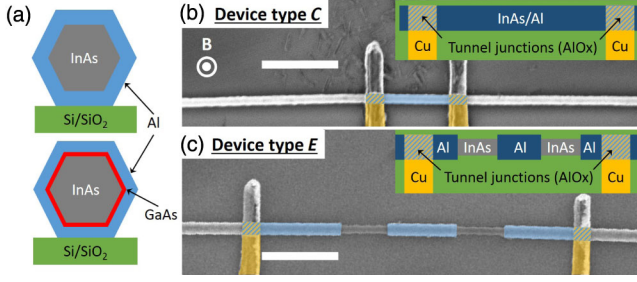 (a)
InAs
Si/SiO₂
Al
InAs
GaAs
Si/SiO₂
(b) Device type C
B
InAs/Al
Cu Tunnel junctions (AlOx) Cu
(c) Device type E
Al InAs Al InAs Al
Cu Tunnel junctions (AlOx) Cu